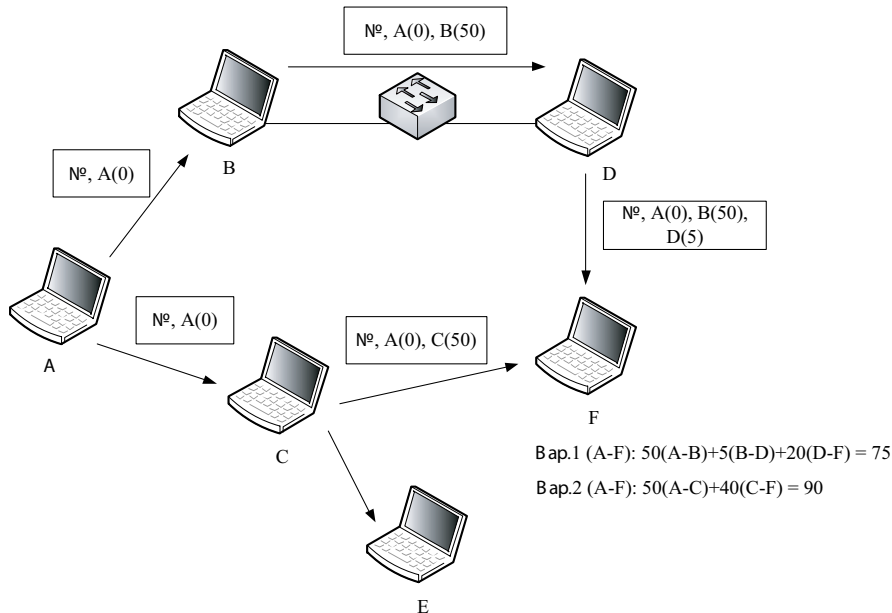 №, A(0), B(50)
B
D
№, A(0)
№, A(0), B(50),
D(5)
№, A(0)
A
№, A(0), C(50)
C
F
Вар.1 (A-F): 50(A-B)+5(B-D)+20(D-F) = 75
Вар.2 (A-F): 50(A-C)+40(C-F) = 90
E